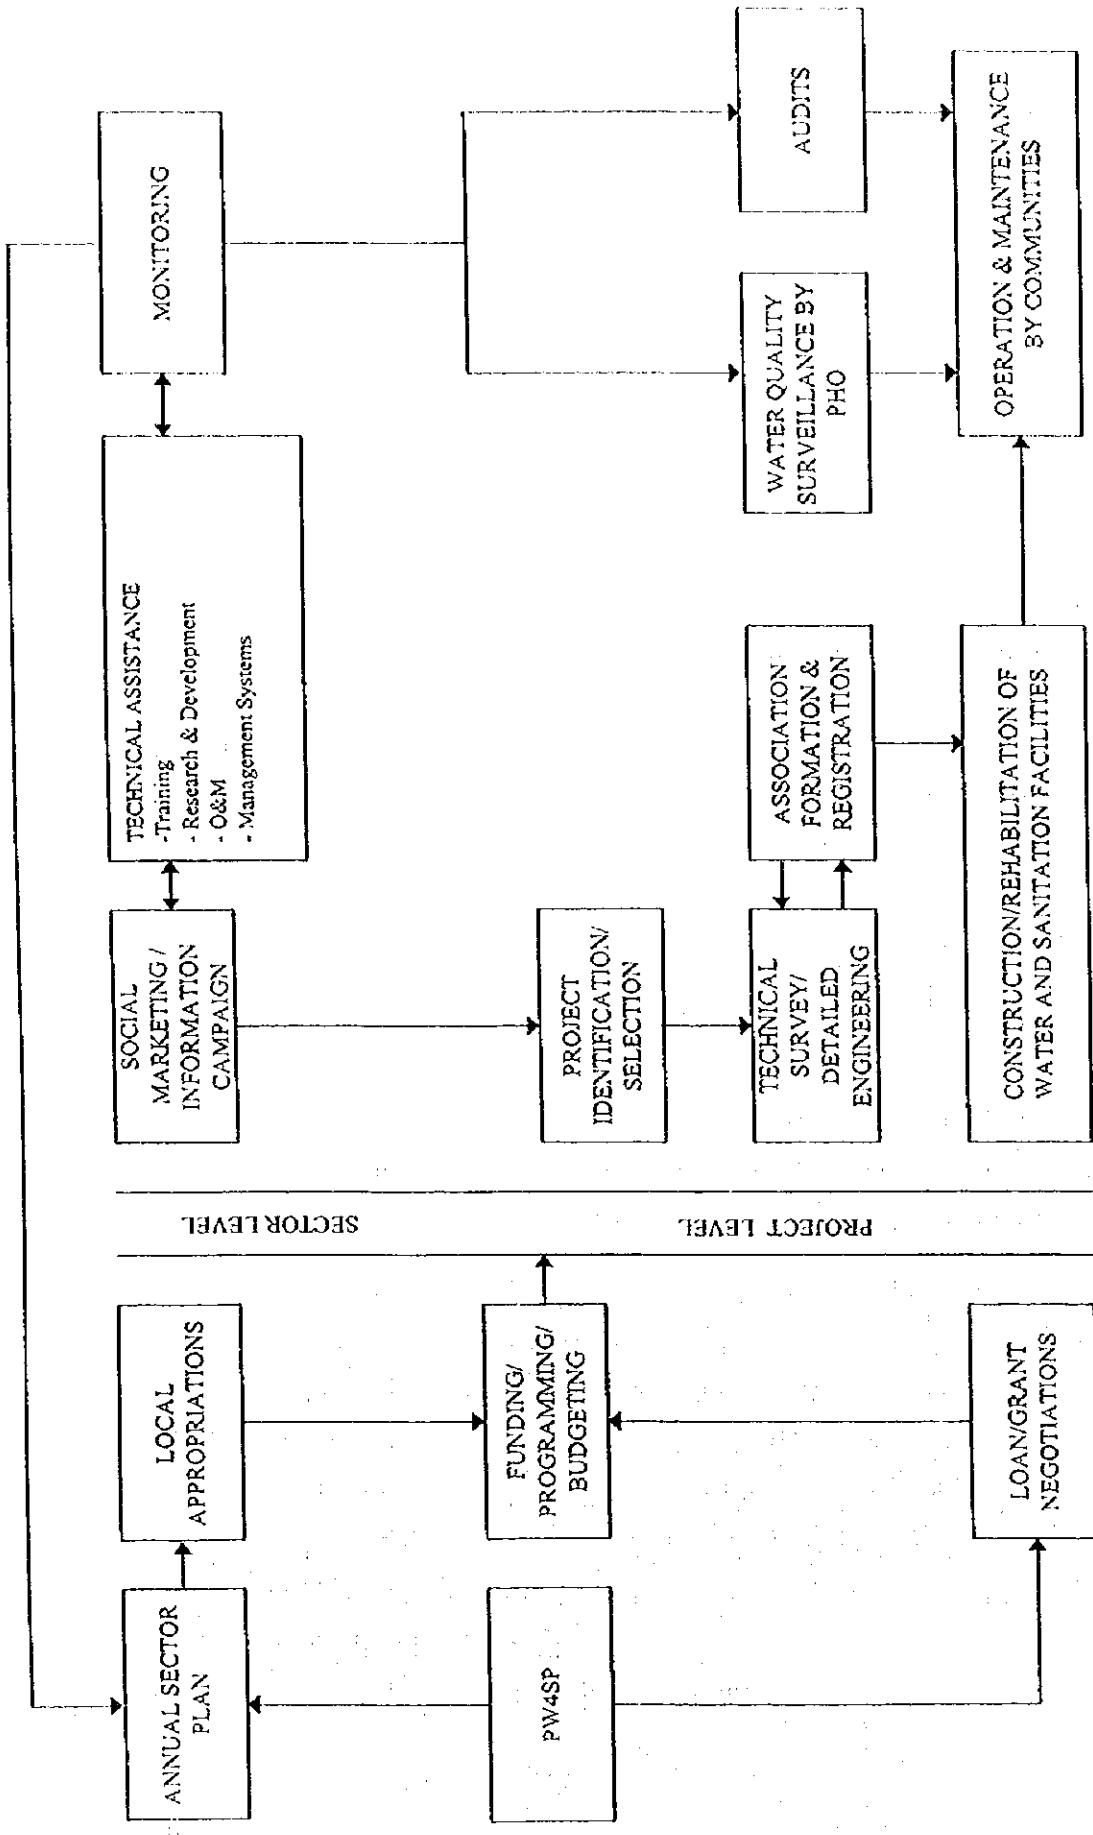 ANNUAL SECTOR
PLAN
LOCAL
APPROPRIATIONS
PW4SP
FUNDING/
PROGRAMMING/
BUDGETING
LOAN/GRANT
NEGOTIATIONS
SECTOR LEVEL
PROJECT LEVEL
SOCIAL
MARKETING /
INFORMATION
CAMPAIGN
TECHNICAL ASSISTANCE
-Training
- Research & Development
- O&M
- Management Systems
MONITORING
PROJECT
IDENTIFICATION/
SELECTION
TECHNICAL
SURVEY/
DETAILED
ENGINEERING
ASSOCIATION
FORMATION &
REGISTRATION
WATER QUALITY
SURVEILLANCE BY
PHO
AUDITS
CONSTRUCTION/REHABILITATION OF
WATER AND SANITATION FACILITIES
OPERATION & MAINTENANCE
BY COMMUNITIES